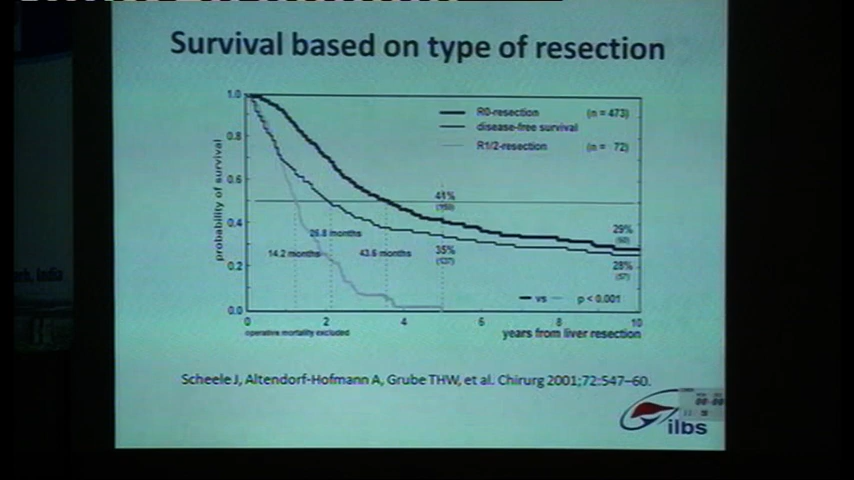 Survival based on type of resection
1.0
0.8
0.6
0.4
0.2
0.0
probability of survival
R0-resection (n = 473)
disease-free survival
R1/2-resection (n = 72)
41%
29%
26.8 months
14.2 months
43.6 months
35%
28%
vs p < 0.001
0 2 4 6 8 10
operative mortality excluded
years from liver resection
Scheele J, Altendorf-Hofmann A, Grube THW, et al. Chirurg 2001;72:547–60.
ilbs
India